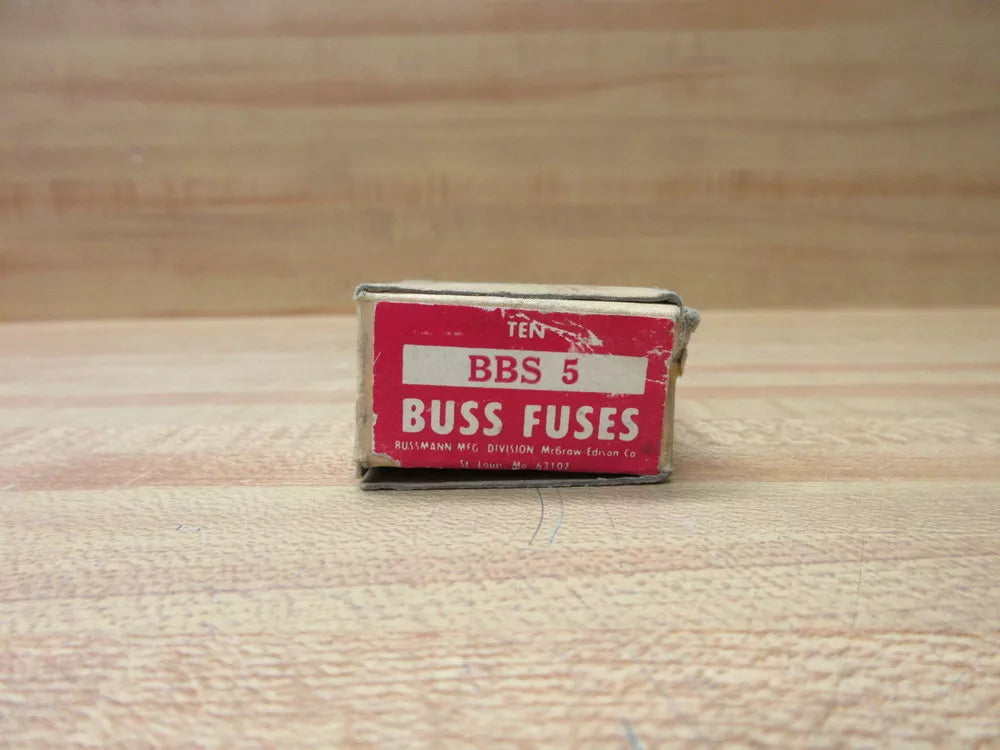 TEN
BBS 5
BUSS FUSES
BUSSMANN MFG DIVISION McGraw-Edison Co
St. Louis, Mo 63107